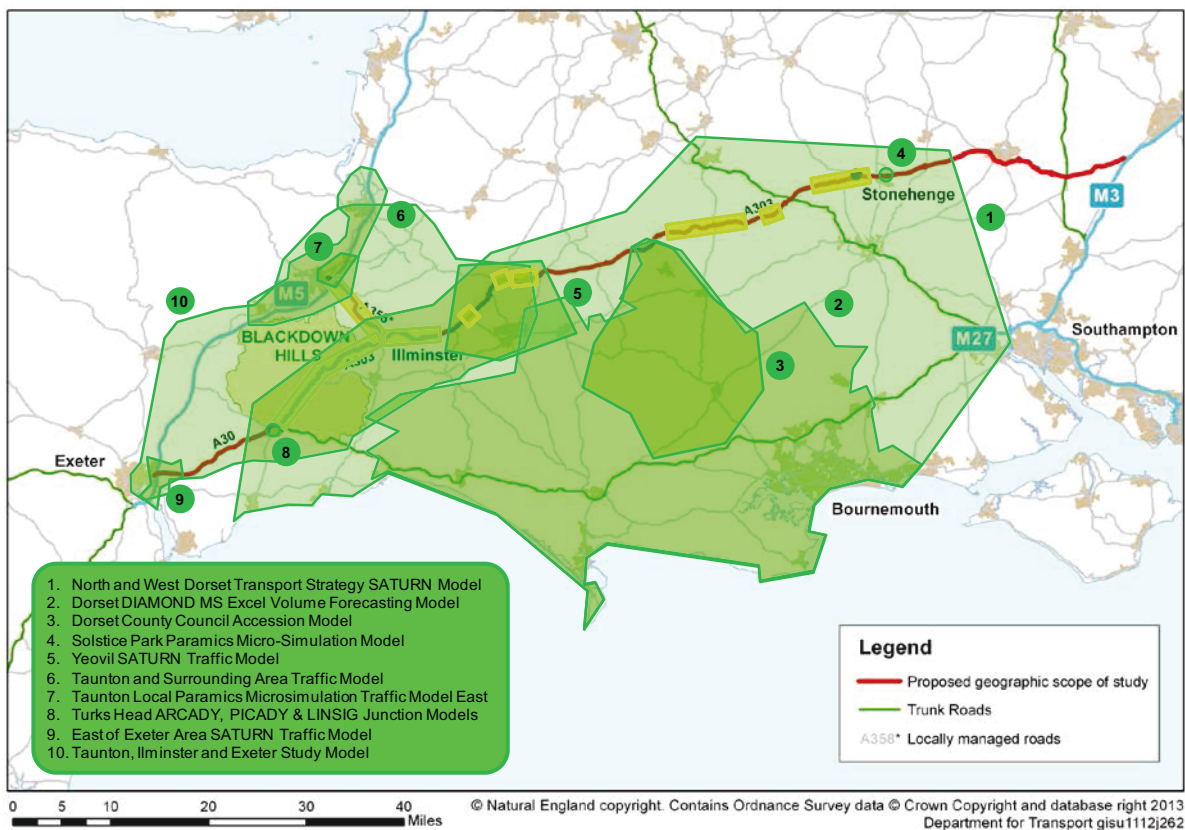 4
Stonehenge
M3
1
A303
6
7
M5
10
A358*
5
BLACKDOWN
HILLS
Illminster
A303
2
M27
Southampton
3
A30
8
Exeter
9
Bournemouth
1. North and West Dorset Transport Strategy SATURN Model
2. Dorset DIAMOND MS Excel Volume Forecasting Model
3. Dorset County Council Accession Model
4. Solstice Park Paramics Micro-Simulation Model
5. Yeovil SATURN Traffic Model
6. Taunton and Surrounding Area Traffic Model
7. Taunton Local Paramics Microsimulation Traffic Model East
8. Turks Head ARCADY, PICADY & LINSIG Junction Models
9. East of Exeter Area SATURN Traffic Model
10. Taunton, Ilminster and Exeter Study Model
Legend
Proposed geographic scope of study
Trunk Roads
A358* Locally managed roads
0 5 10 20 30 40
Miles
© Natural England copyright. Contains Ordnance Survey data © Crown Copyright and database right 2013
Department for Transport gisu1112j262